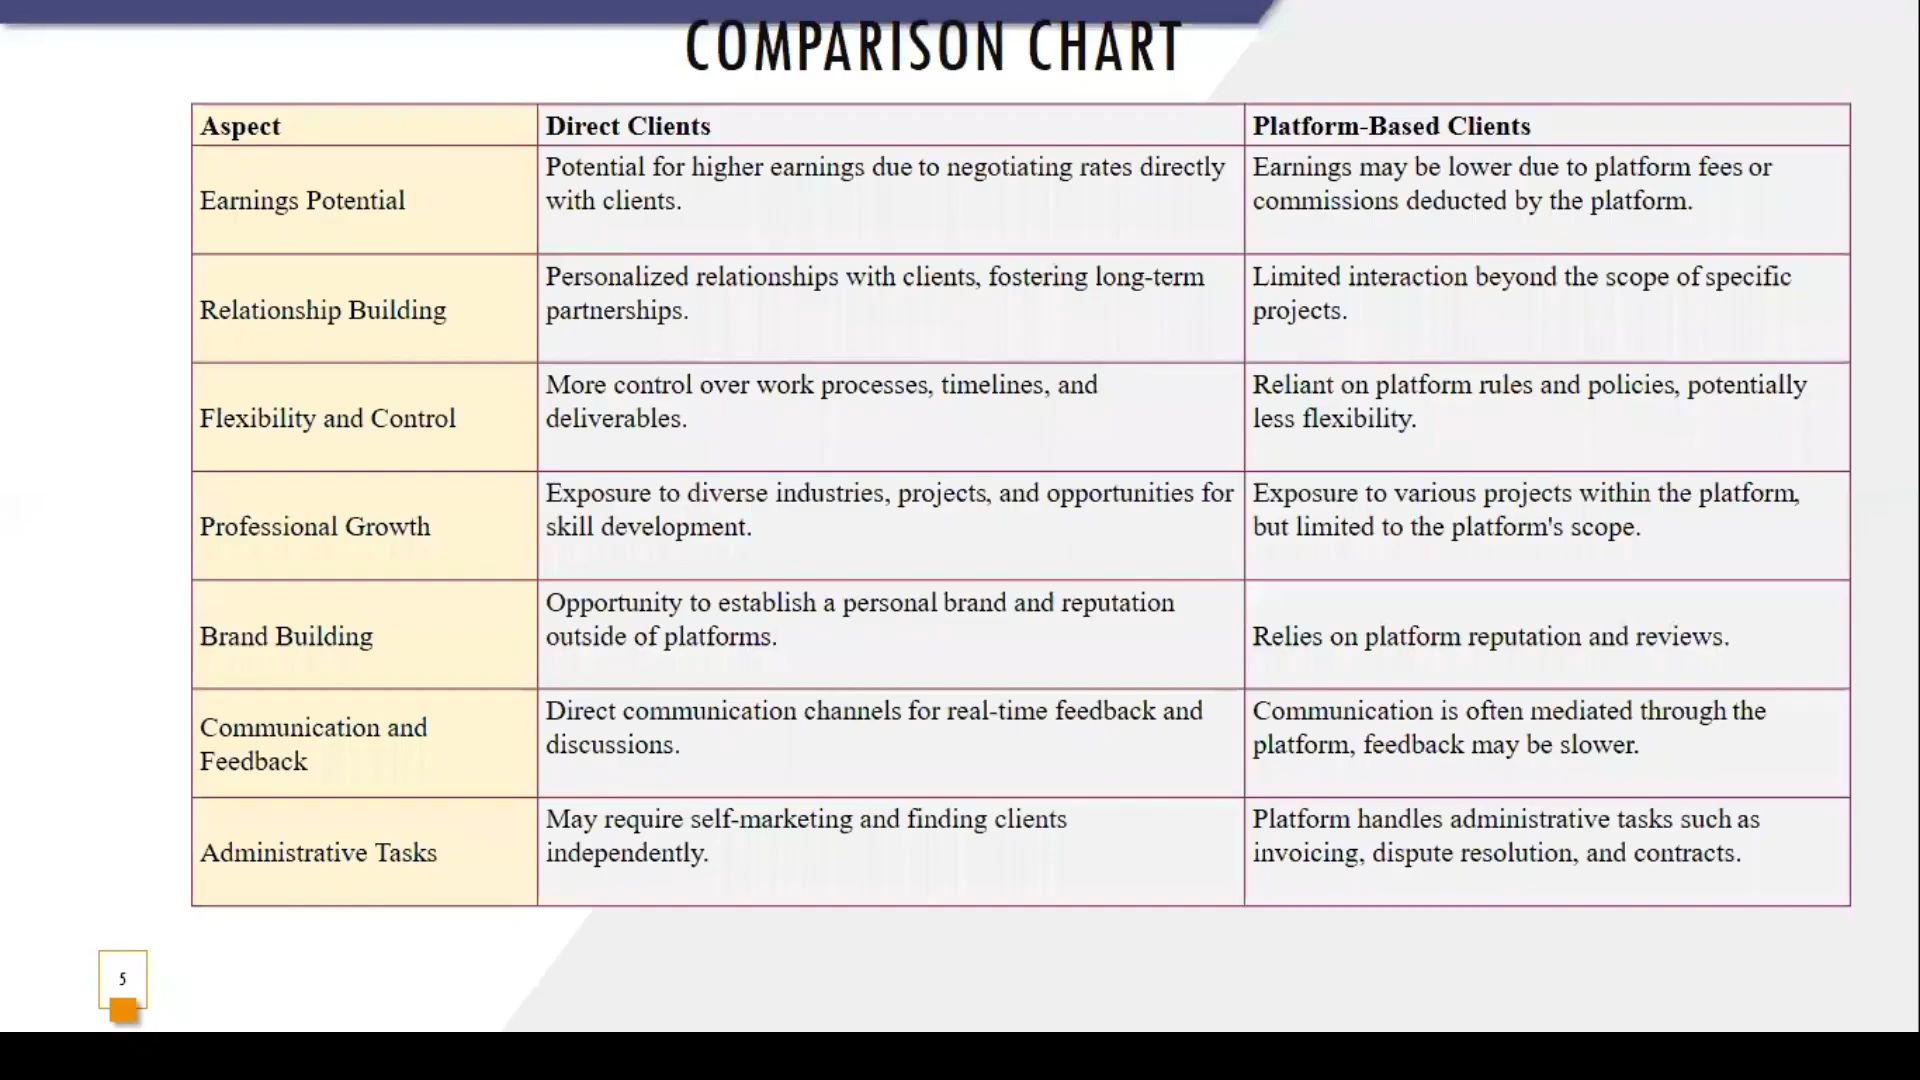 COMPARISON CHART
Aspect
Direct Clients
Platform-Based Clients
Earnings Potential
Potential for higher earnings due to negotiating rates directly
with clients.
Earnings may be lower due to platform fees or
commissions deducted by the platform.
Relationship Building
Personalized relationships with clients, fostering long-term
partnerships.
Limited interaction beyond the scope of specific
projects.
Flexibility and Control
More control over work processes, timelines, and
deliverables.
Reliant on platform rules and policies, potentially
less flexibility.
Professional Growth
Exposure to diverse industries, projects, and opportunities for
skill development.
Exposure to various projects within the platform,
but limited to the platform's scope.
Brand Building
Opportunity to establish a personal brand and reputation
outside of platforms.
Relies on platform reputation and reviews.
Communication and
Feedback
Direct communication channels for real-time feedback and
discussions.
Communication is often mediated through the
platform, feedback may be slower.
Administrative Tasks
May require self-marketing and finding clients
independently.
Platform handles administrative tasks such as
invoicing, dispute resolution, and contracts.
5